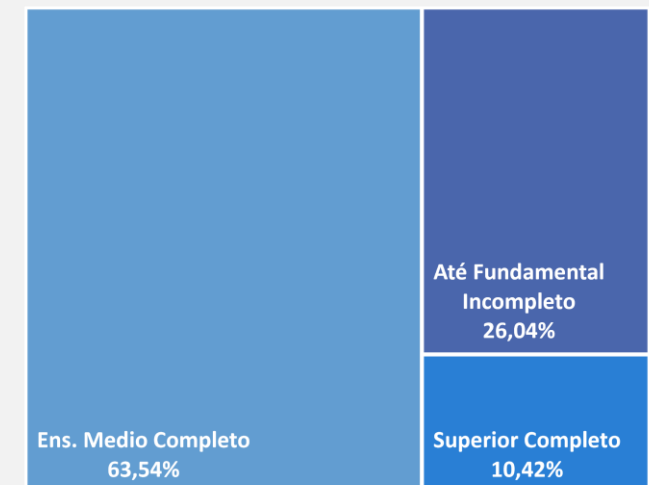 Ens. Medio Completo
63,54%
Até Fundamental
Incompleto
26,04%
Superior Completo
10,42%